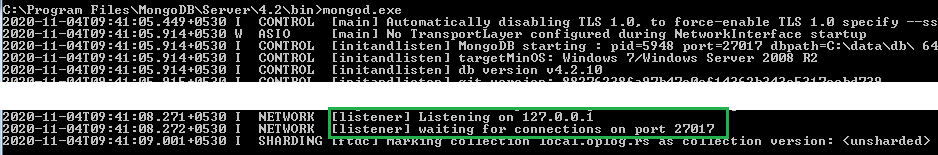 C:\Program Files\MongoDB\Server\4.2\bin>mongod.exe
2020-11-04T09:41:05.449+0530 I  CONTROL  [main] Automatically disabling TLS 1.0, to force-enable TLS 1.0 specify --ss
2020-11-04T09:41:05.914+0530 W  ASIO     [main] No TransportLayer configured during NetworkInterface startup
2020-11-04T09:41:05.914+0530 I  CONTROL  [initandlisten] MongoDB starting : pid=5948 port=27017 dbpath=C:\data\db\ 64
2020-11-04T09:41:05.914+0530 I  CONTROL  [initandlisten] targetMinOS: Windows 7/Windows Server 2008 R2
2020-11-04T09:41:05.914+0530 I  CONTROL  [initandlisten] db version v4.2.10
2020-11-04T09:41:08.271+0530 I  NETWORK  [listener] Listening on 127.0.0.1
2020-11-04T09:41:08.272+0530 I  NETWORK  [listener] waiting for connections on port 27017
2020-11-04T09:41:09.001+0530 I  SHARDING [ftdc] Marking collection local.oplog.rs as collection version: <unsharded>